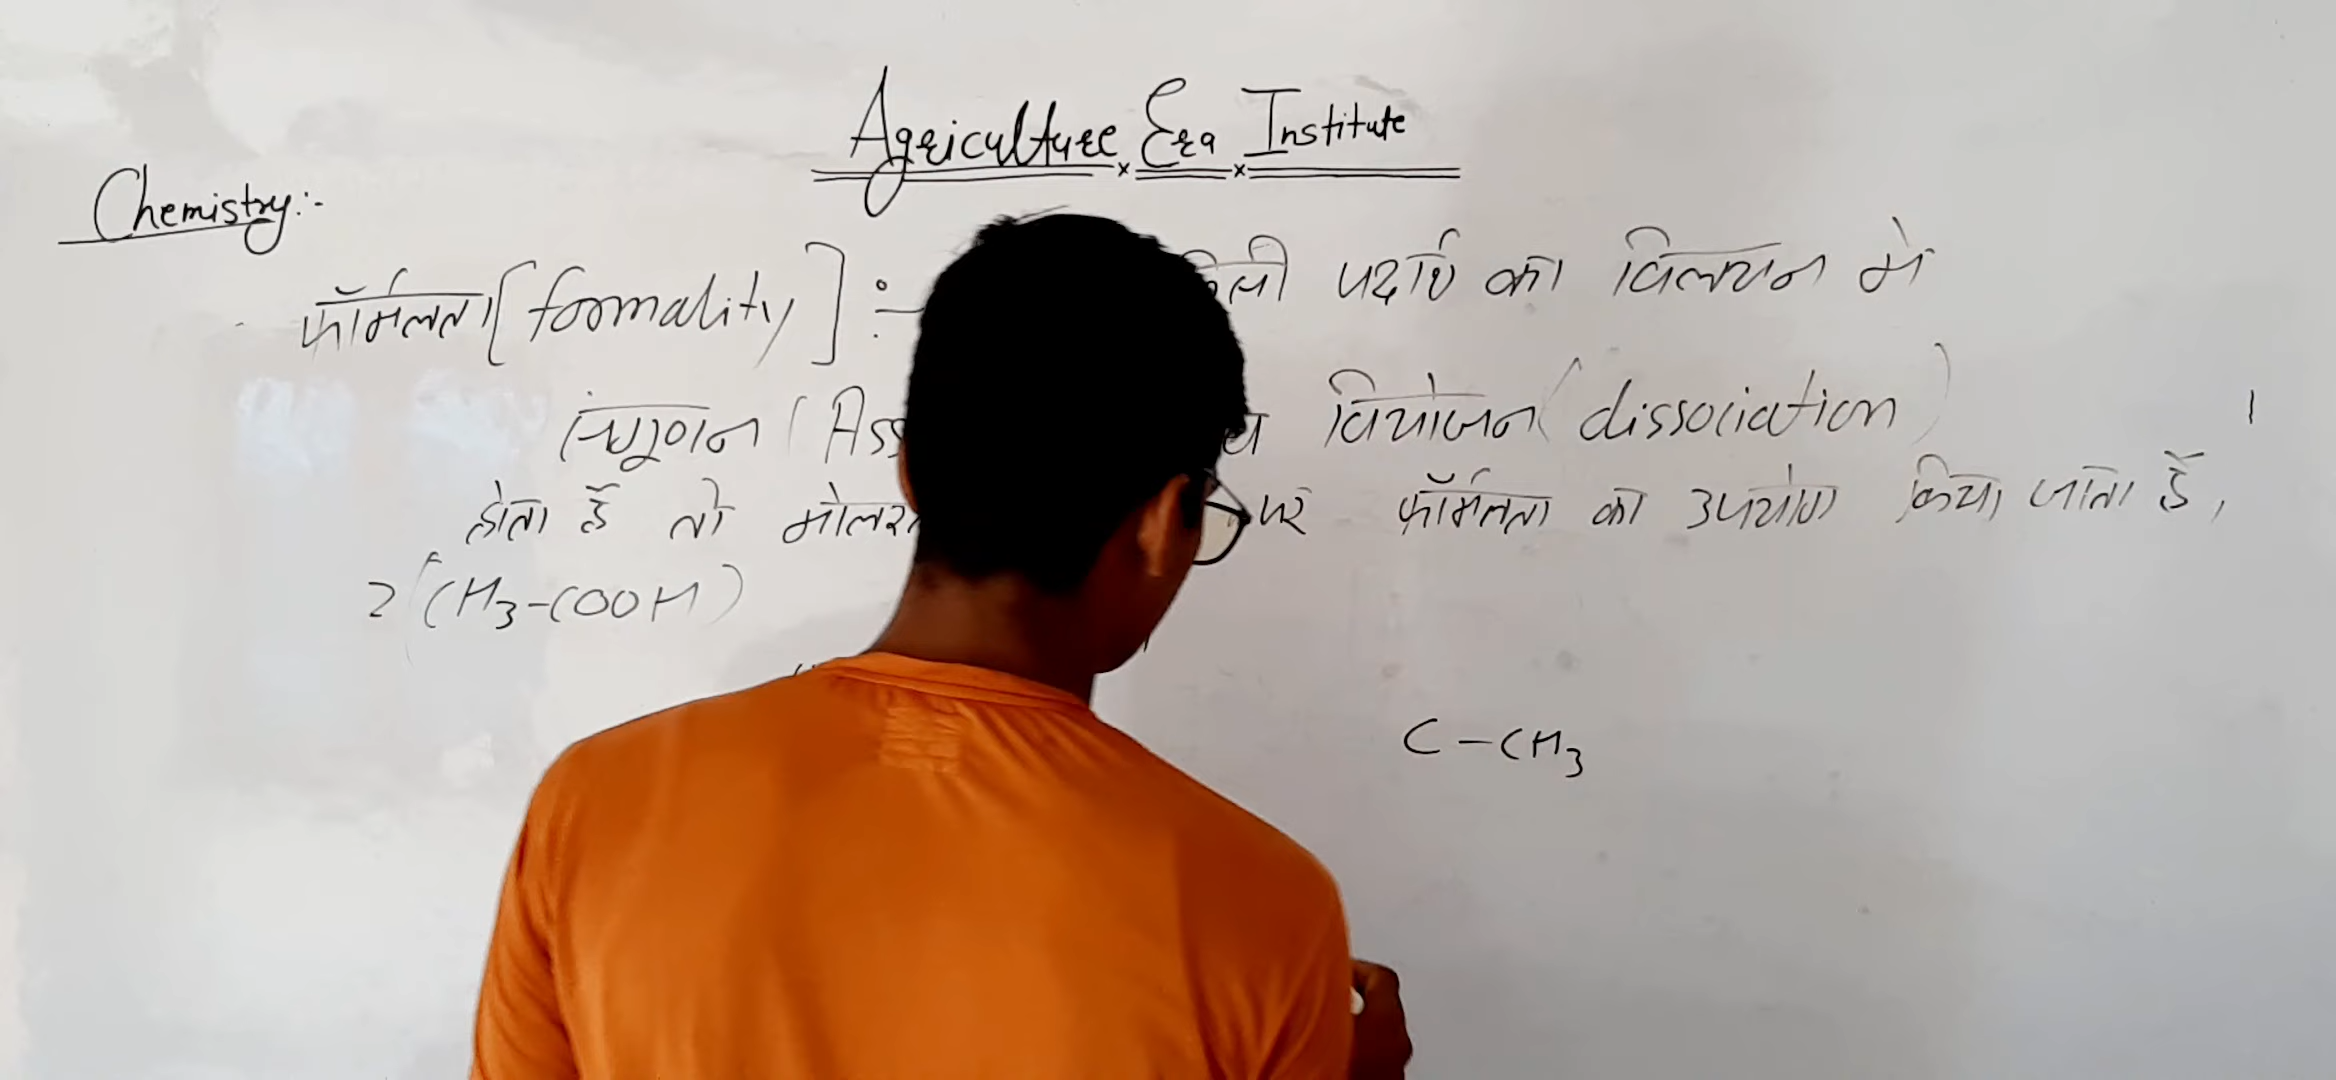 Agriculture Era Institute
Chemistry:-
फॉर्मलता [formality] :- किसी पदार्थ का विलयन में
संगुणन (Ass वियोजन (dissociation)
होता हैं तो मोलर पर फॉर्मलता का उपयोग किया जाता हैं,
2(CH3-COOH)
C-CH3